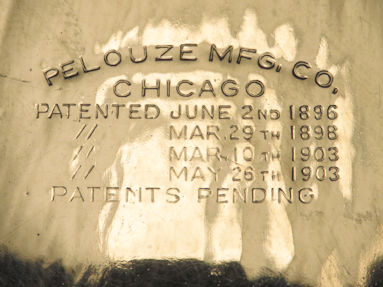 PELOUZE MFG. CO.
CHICAGO
PATENTED JUNE 2ND 1896
" MAR. 29TH 1898
" MAR. 10TH 1903
" MAY 26TH 1903
PATENTS PENDING